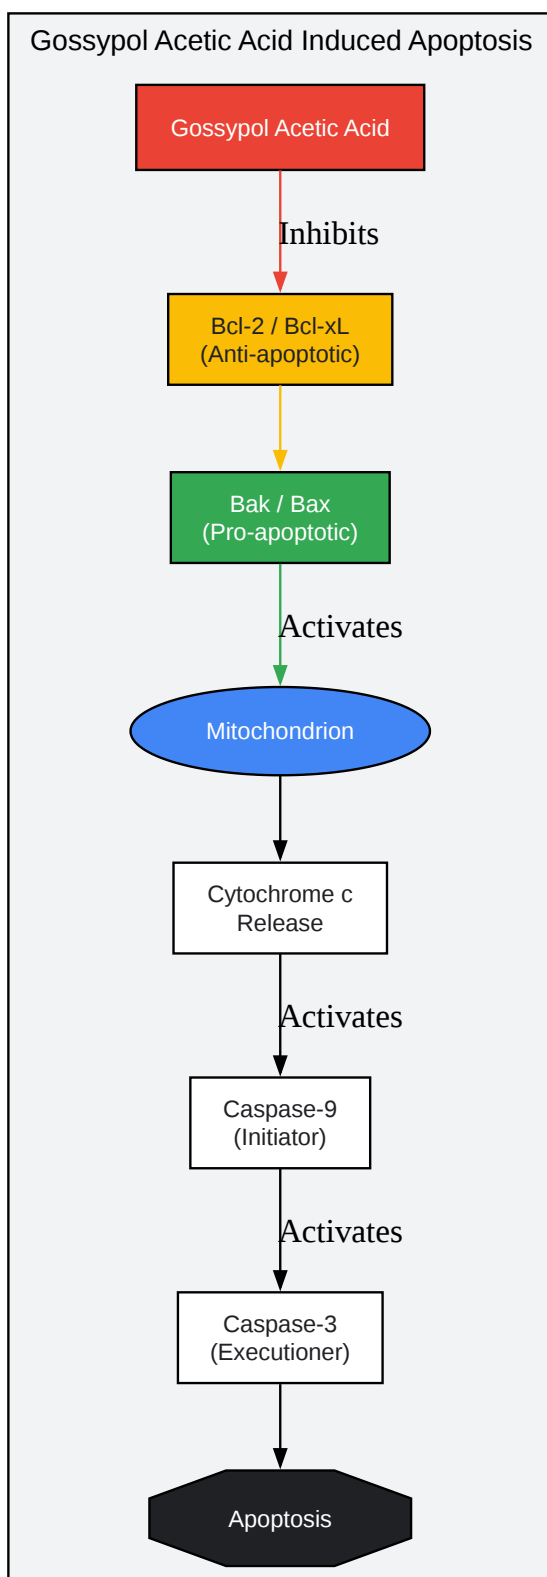 Gossypol Acetic Acid Induced Apoptosis
Gossypol Acetic Acid
Inhibits
Bcl-2 / Bcl-xL
(Anti-apoptotic)
Bak / Bax
(Pro-apoptotic)
Activates
Mitochondrion
Cytochrome c
Release
Activates
Caspase-9
(Initiator)
Activates
Caspase-3
(Executioner)
Apoptosis